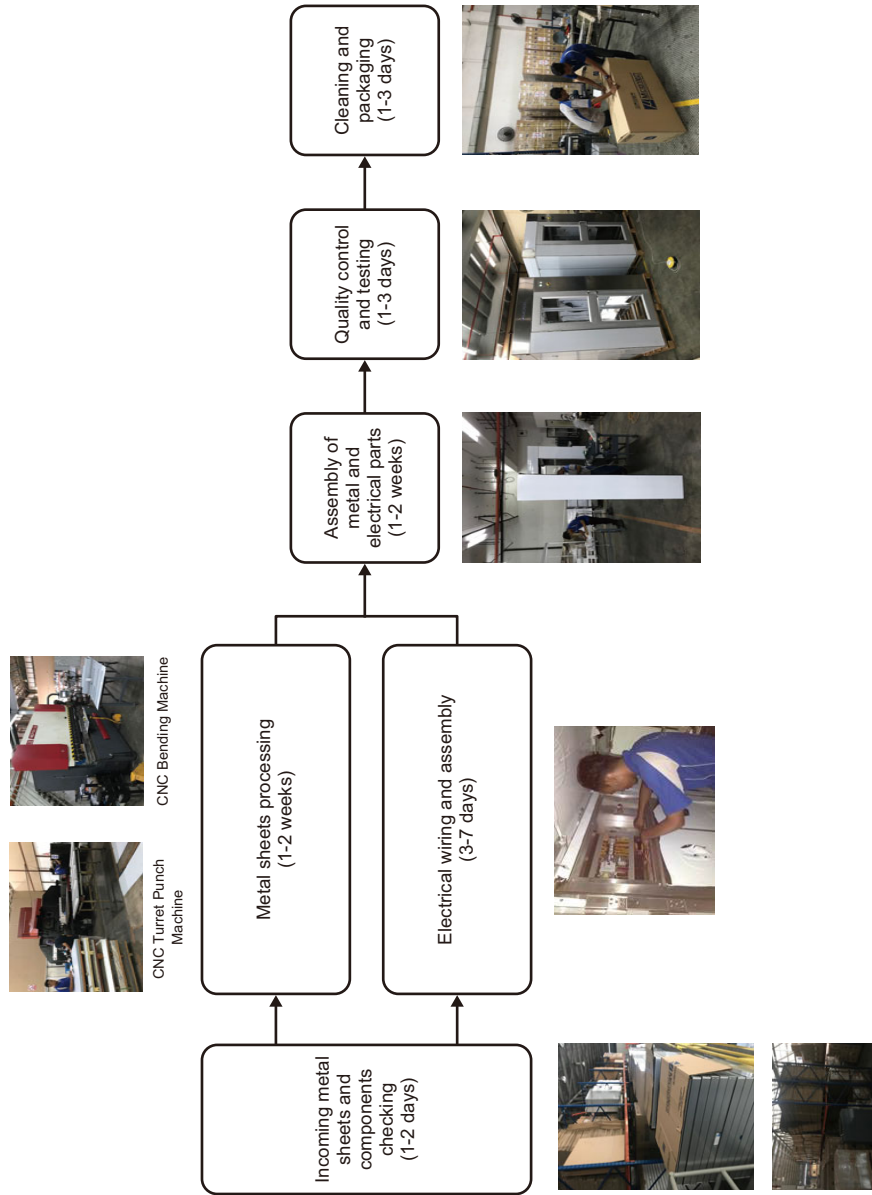 Incoming metal
sheets and
components
checking
(1-2 days)
CNC Turret Punch
Machine
CNC Bending Machine
Metal sheets processing
(1-2 weeks)
Electrical wiring and assembly
(3-7 days)
Assembly of
metal and
electrical parts
(1-2 weeks)
Quality control
and testing
(1-3 days)
Cleaning and
packaging
(1-3 days)